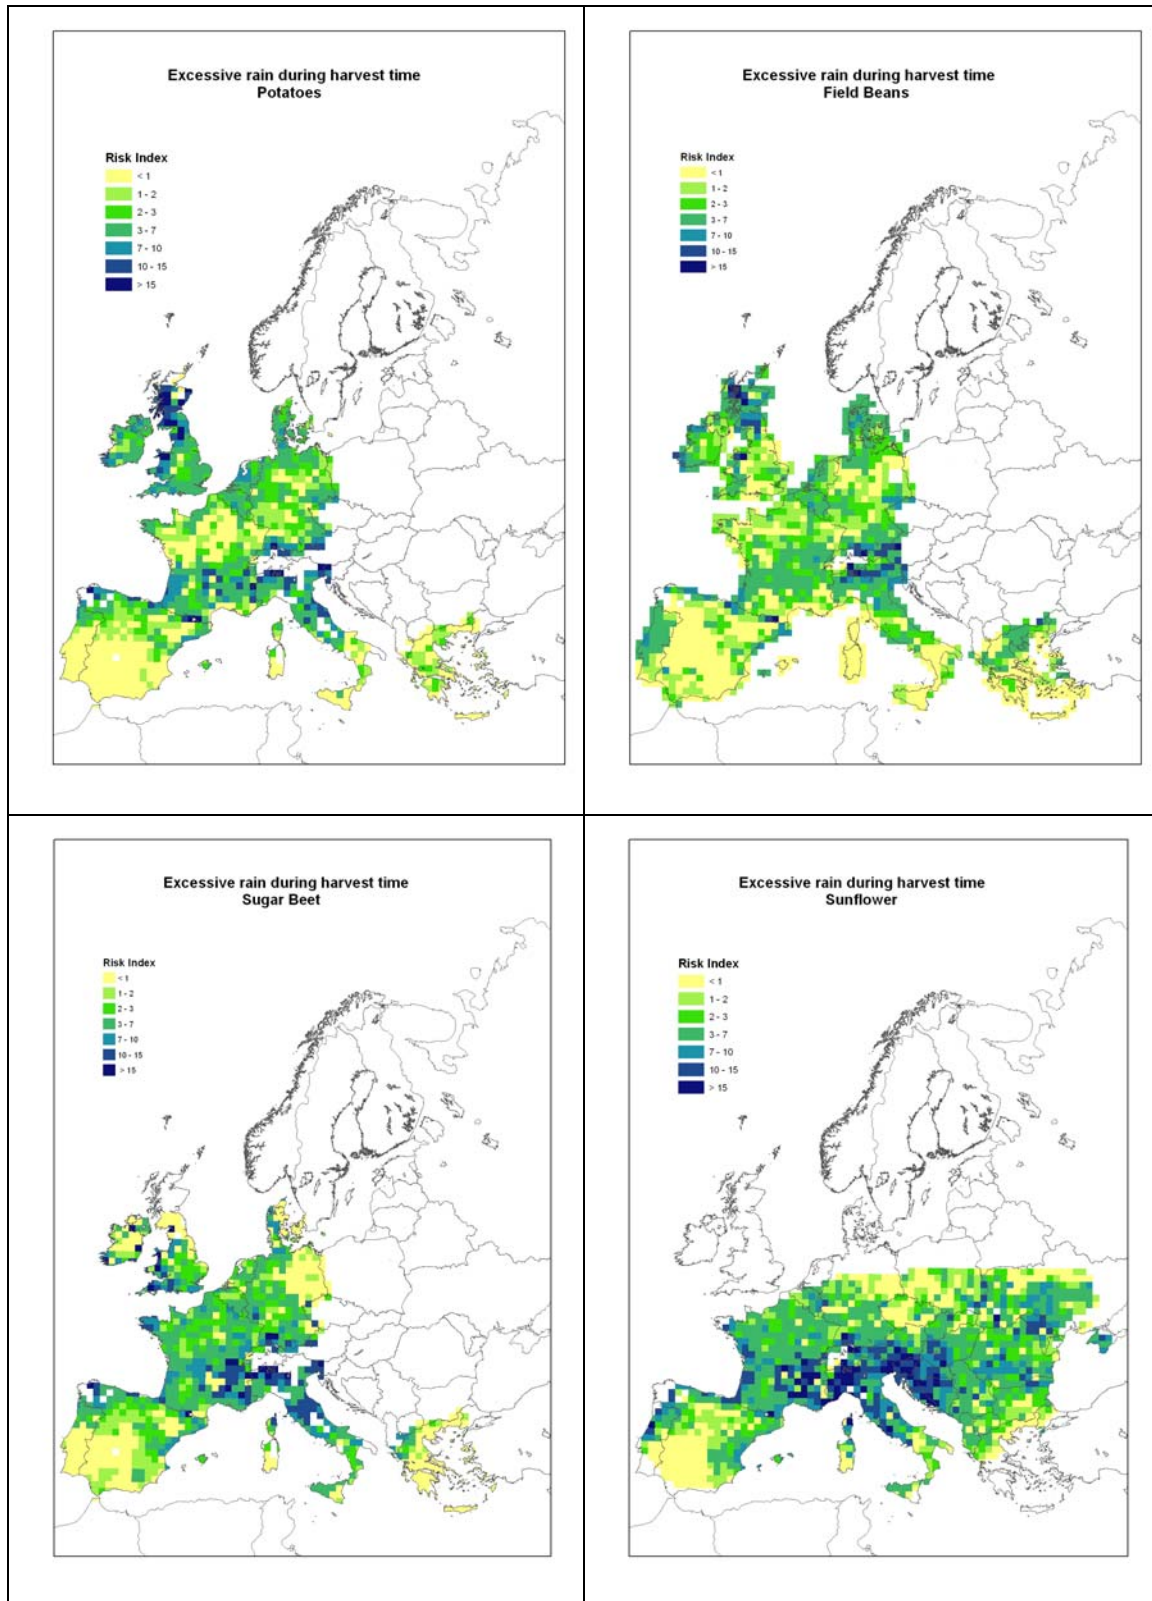 Excessive rain during harvest time
Potatoes
Risk Index
< 1
1 - 2
2 - 3
3 - 7
7 - 10
10 - 15
> 15
Excessive rain during harvest time
Field Beans
Risk Index
< 1
1 - 2
2 - 3
3 - 7
7 - 10
10 - 15
> 15
Excessive rain during harvest time
Sugar Beet
Risk Index
< 1
1 - 2
2 - 3
3 - 7
7 - 10
10 - 15
> 15
Excessive rain during harvest time
Sunflower
Risk Index
< 1
1 - 2
2 - 3
3 - 7
7 - 10
10 - 15
> 15